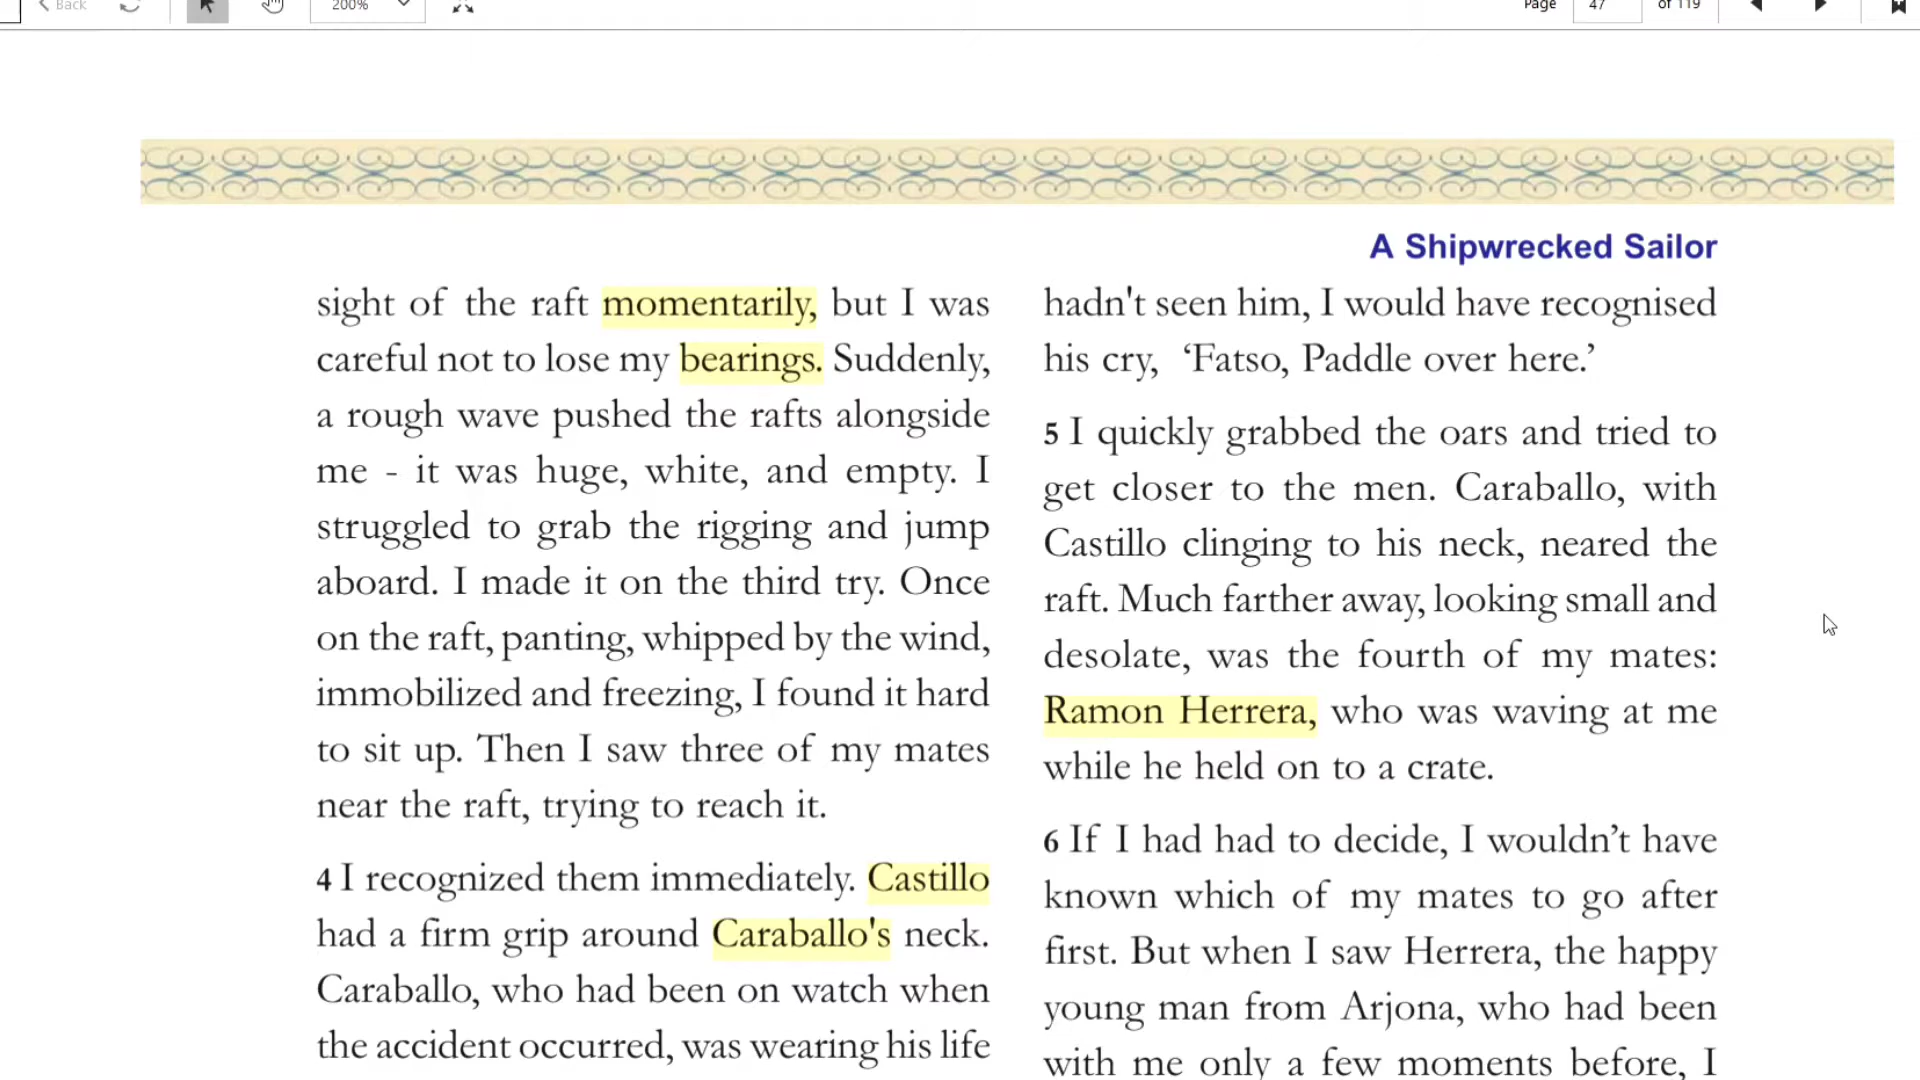 Back
200%
Page 47 of 119
A Shipwrecked Sailor
sight of the raft momentarily, but I was
careful not to lose my bearings. Suddenly,
a rough wave pushed the rafts alongside
me - it was huge, white, and empty. I
struggled to grab the rigging and jump
aboard. I made it on the third try. Once
on the raft, panting, whipped by the wind,
immobilized and freezing, I found it hard
to sit up. Then I saw three of my mates
near the raft, trying to reach it.
4 I recognized them immediately. Castillo
had a firm grip around Caraballo's neck.
Caraballo, who had been on watch when
the accident occurred, was wearing his life
hadn't seen him, I would have recognised
his cry, ‘Fatso, Paddle over here.’
5 I quickly grabbed the oars and tried to
get closer to the men. Caraballo, with
Castillo clinging to his neck, neared the
raft. Much farther away, looking small and
desolate, was the fourth of my mates:
Ramon Herrera, who was waving at me
while he held on to a crate.
6 If I had had to decide, I wouldn’t have
known which of my mates to go after
first. But when I saw Herrera, the happy
young man from Arjona, who had been
with me only a few moments before, I